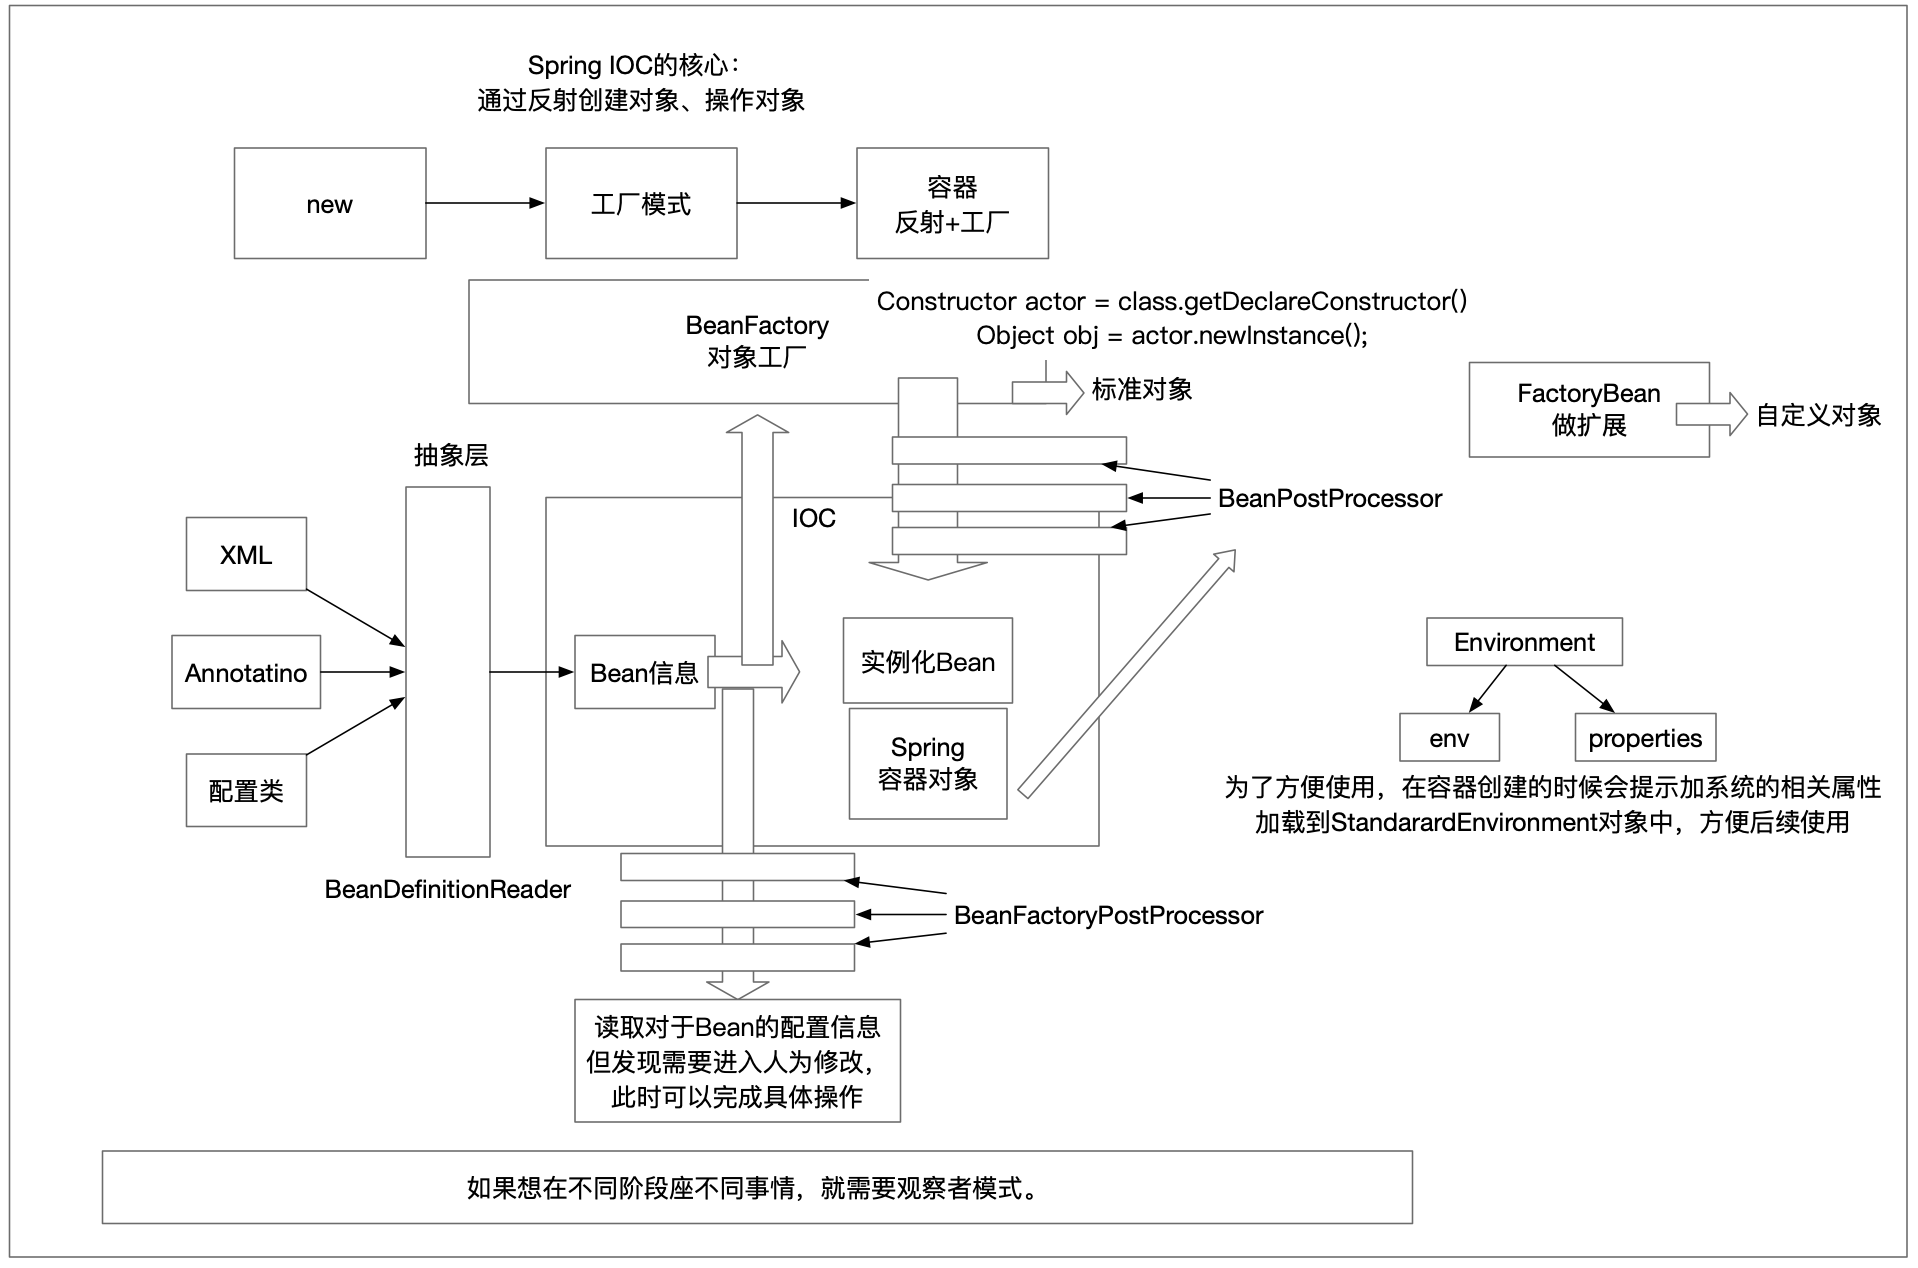 Spring IOC的核心：
通过反射创建对象、操作对象
new
工厂模式
容器
反射+工厂
Constructor actor = class.getDeclareConstructor()
Object obj = actor.newInstance();
BeanFactory
对象工厂
标准对象
FactoryBean
做扩展
自定义对象
抽象层
IOC
BeanPostProcessor
XML
Annotatino
配置类
Bean信息
实例化Bean
Spring
容器对象
Environment
env
properties
为了方便使用，在容器创建的时候会提示加系统的相关属性
加载到StandarardEnvironment对象中，方便后续使用
BeanDefinitionReader
BeanFactoryPostProcessor
读取对于Bean的配置信息
但发现需要进入人为修改，
此时可以完成具体操作
如果想在不同阶段座不同事情，就需要观察者模式。